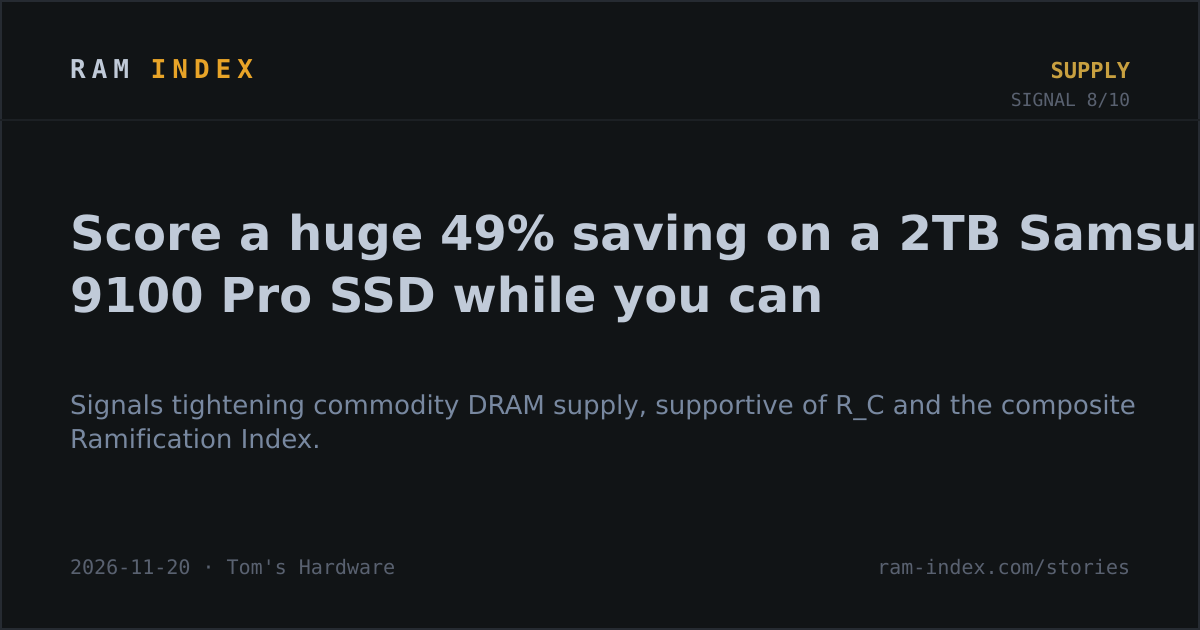 RAM INDEX
SUPPLY
SIGNAL 8/10
Score a huge 49% saving on a 2TB Samsu
9100 Pro SSD while you can
Signals tightening commodity DRAM supply, supportive of R_C and the composite
Ramification Index.
2026-11-20 · Tom's Hardware
ram-index.com/stories